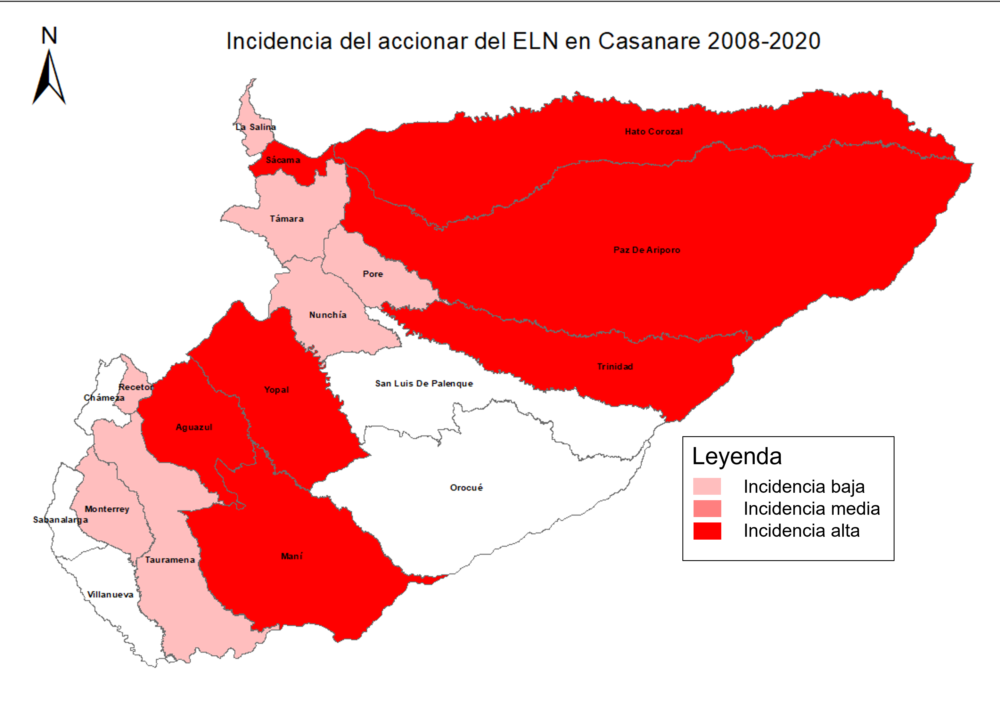 N
Incidencia del accionar del ELN en Casanare 2008-2020
La Salina
Hato Corozal
Sácama
Támara
Paz De Ariporo
Pore
Nunchía
Trinidad
San Luis De Palenque
Recetor
Yopal
Chámeza
Aguazul
Orocué
Monterrey
Sabanalarga
Maní
Tauramena
Villanueva
Leyenda
Incidencia baja
Incidencia media
Incidencia alta